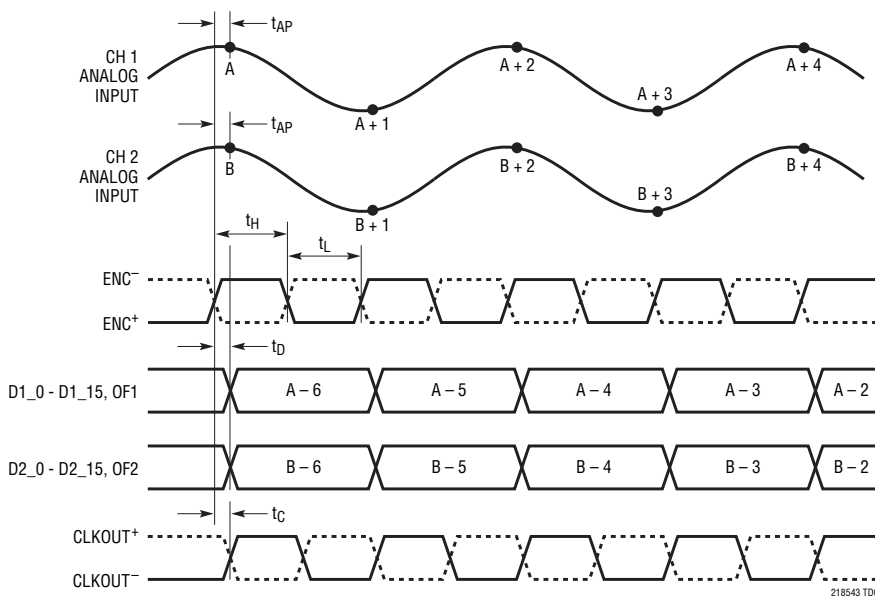 tAP
CH 1
ANALOG
INPUT
A
A + 1
A + 2
A + 3
A + 4
tAP
CH 2
ANALOG
INPUT
B
B + 1
B + 2
B + 3
B + 4
tH
tL
ENC–
ENC+
tD
D1_0 - D1_15, OF1
A – 6
A – 5
A – 4
A – 3
A – 2
D2_0 - D2_15, OF2
B – 6
B – 5
B – 4
B – 3
B – 2
tC
CLKOUT+
CLKOUT–